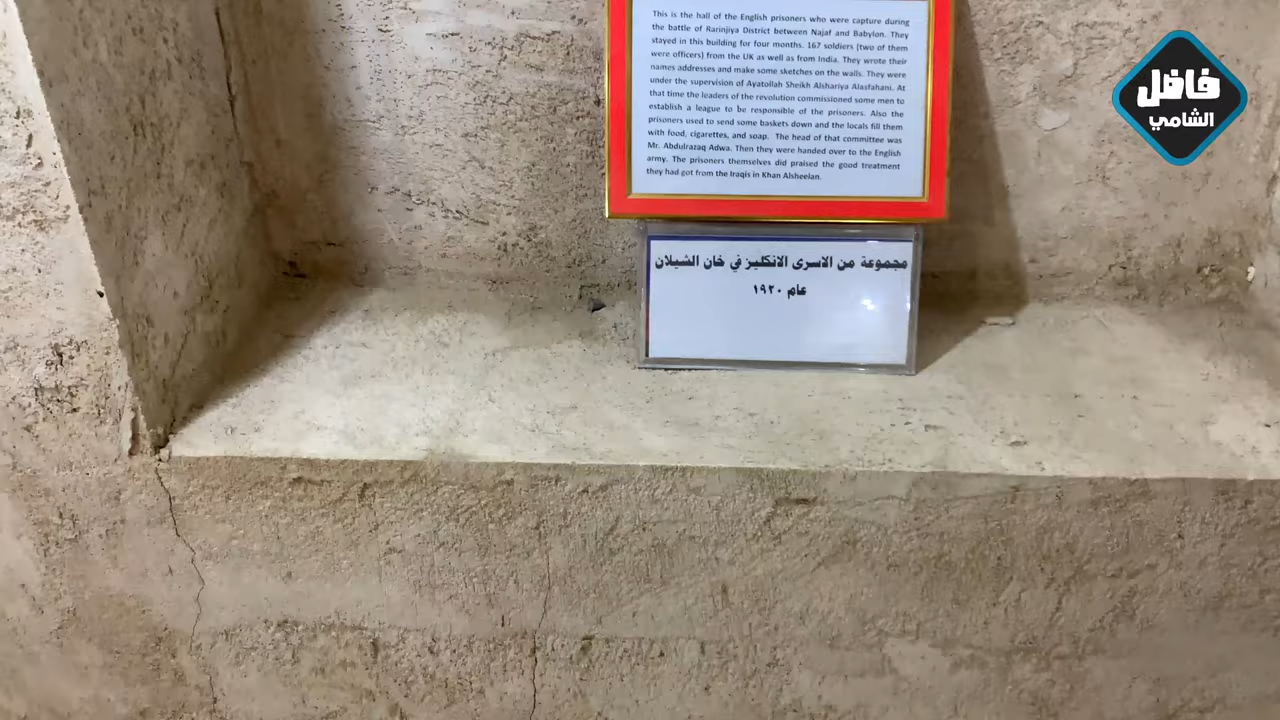 This is the hall of the English prisoners who were capture during
the battle of Rarinjiya District between Najaf and Babylon. They
stayed in this building for four months. 167 soldiers (two of them
were officers) from the UK as well as from India. They wrote their
names addresses and make some sketches on the walls. They were
under the supervision of Ayatollah Sheikh Alshariya Alasfahani. At
that time the leaders of the revolution commissioned some men to
establish a league to be responsible of the prisoners. Also the
prisoners used to send some baskets down and the locals fill them
with food, cigarettes, and soap. The head of that committee was
Mr. Abdulrazaq Adwa. Then they were handed over to the English
army. The prisoners themselves did praised the good treatment
they had got from the Iraqis in Khan Alsheelan.
مجموعة من الاسرى الانكليز في خان الشيلان
عام ١٩٢٠
فاضل
الشامي